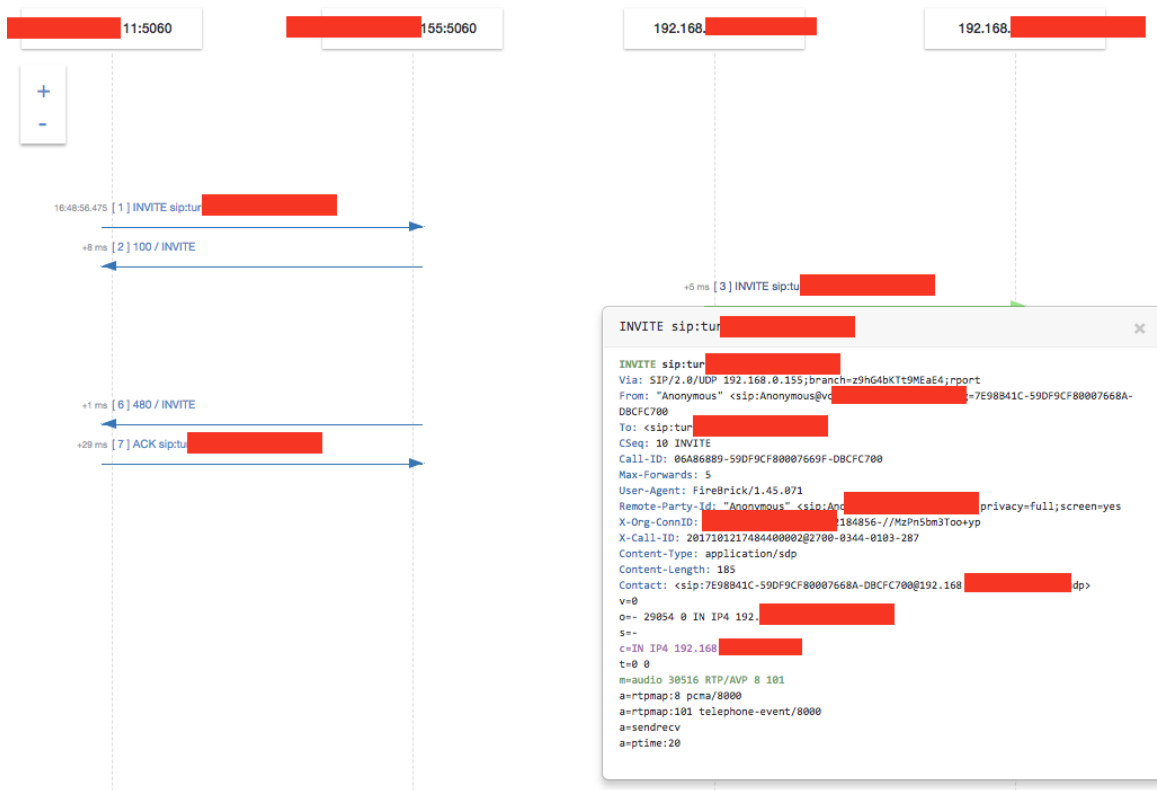 11:5060
155:5060
192.168.
192.168.
+
-
16:48:56.475 [ 1 ] INVITE sip:tur
+8 ms [ 2 ] 100 / INVITE
+5 ms [ 3 ] INVITE sip:tu
+1 ms [ 6 ] 480 / INVITE
+29 ms [ 7 ] ACK sip:tu
INVITE sip:tur
×
INVITE sip:tur
Via: SIP/2.0/UDP 192.168.0.155;branch=z9hG4bKTt9MEaE4;rport
From: "Anonymous" <sip:Anonymous@vo =7E98B41C-59DF9CF80007668A-
DBCFC700
To: <sip:tur
CSeq: 10 INVITE
Call-ID: 06A86889-59DF9CF80007669F-DBCFC700
Max-Forwards: 5
User-Agent: FireBrick/1.45.071
Remote-Party-Id: "Anonymous" <sip:Ano privacy=full;screen=yes
X-Org-ConnID: 2184856-//MzPn5bm3Too+yp
X-Call-ID: 2017101217484400002@2700-0344-0103-287
Content-Type: application/sdp
Content-Length: 185
Contact: <sip:7E98B41C-59DF9CF80007668A-DBCFC700@192.168 dp>
v=0
o=- 29054 0 IN IP4 192.
s=-
c=IN IP4 192.168
t=0 0
m=audio 30516 RTP/AVP 8 101
a=rtpmap:8 pcma/8000
a=rtpmap:101 telephone-event/8000
a=sendrecv
a=ptime:20